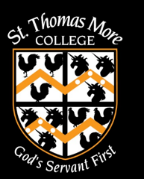 St. Thomas More
COLLEGE
God's Servant First